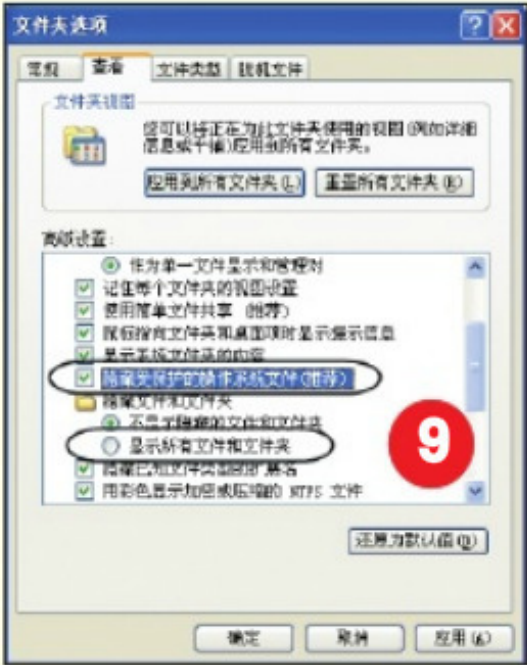 文件夹选项
常规 查看 文件类型 脱机文件
文件夹视图
您可以将正在为此文件夹使用的视图(例如详细
信息或平铺)应用到所有文件夹。
应用到所有文件夹(L) 重置所有文件夹(R)
高级设置:
作为单一文件显示和管理对
记住每个文件夹的视图设置
使用简单文件共享 (推荐)
鼠标指向文件夹和桌面项时显示提示信息
显示系统文件夹的内容
隐藏受保护的操作系统文件(推荐)
隐藏文件和文件夹
不显示隐藏的文件和文件夹
显示所有文件和文件夹
隐藏已知文件类型的扩展名
用彩色显示加密或压缩的 NTFS 文件
9
还原为默认值(D)
确定 取消 应用(A)